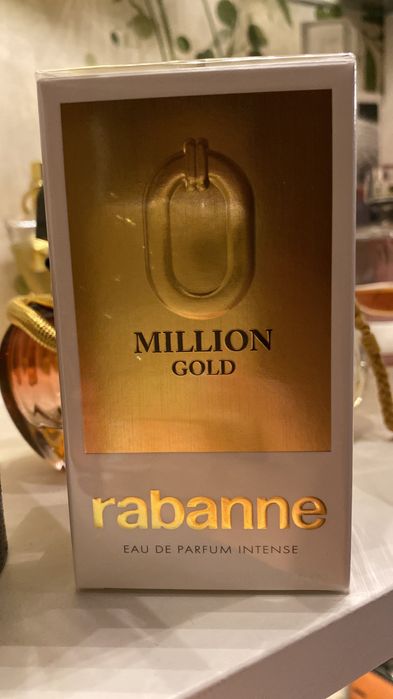 MILLION
GOLD
rabanne
EAU DE PARFUM INTENSE